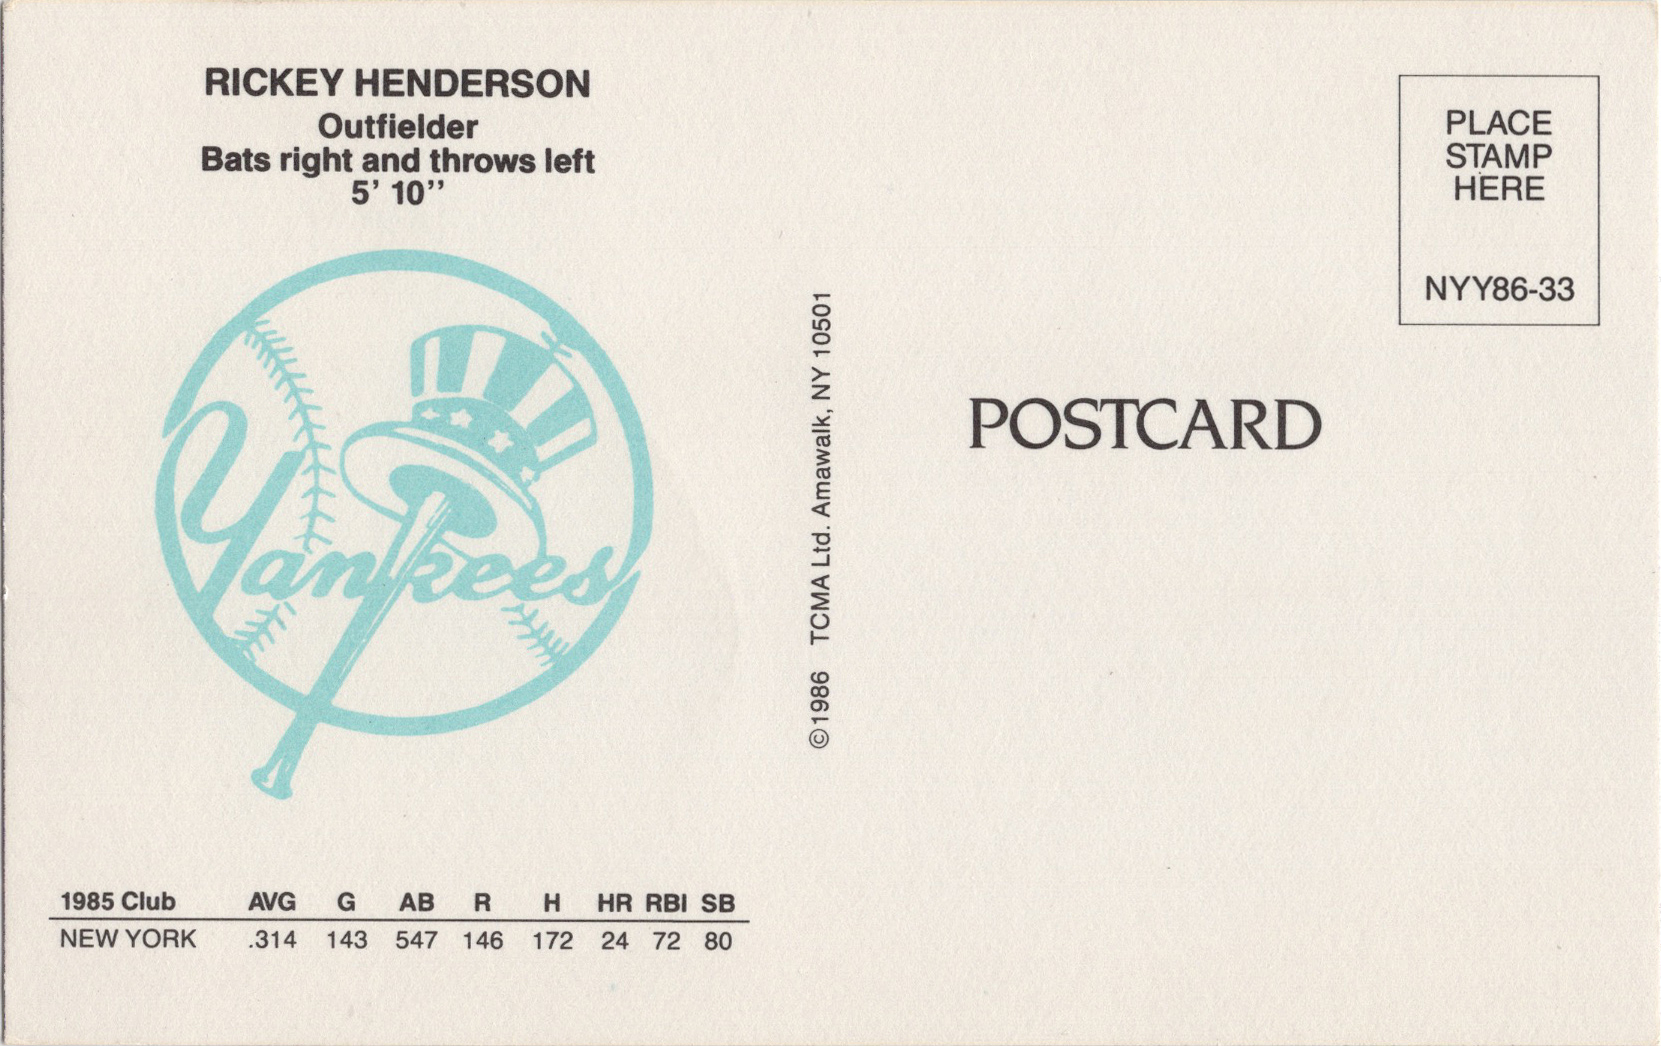 RICKEY HENDERSON
Outfielder
Bats right and throws left
5' 10''
Yankees
1985 Club AVG G AB R H HR RBI SB
NEW YORK .314 143 547 146 172 24 72 80
©1986 TCMA Ltd. Amawalk, NY 10501
PLACE
STAMP
HERE
NYY86-33
POSTCARD